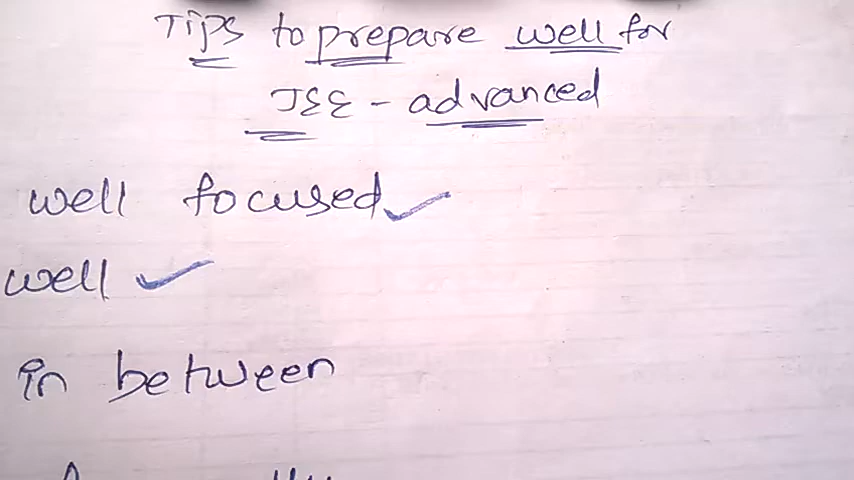 Tips to prepare well for
JEE - advanced
well focused
well
in between